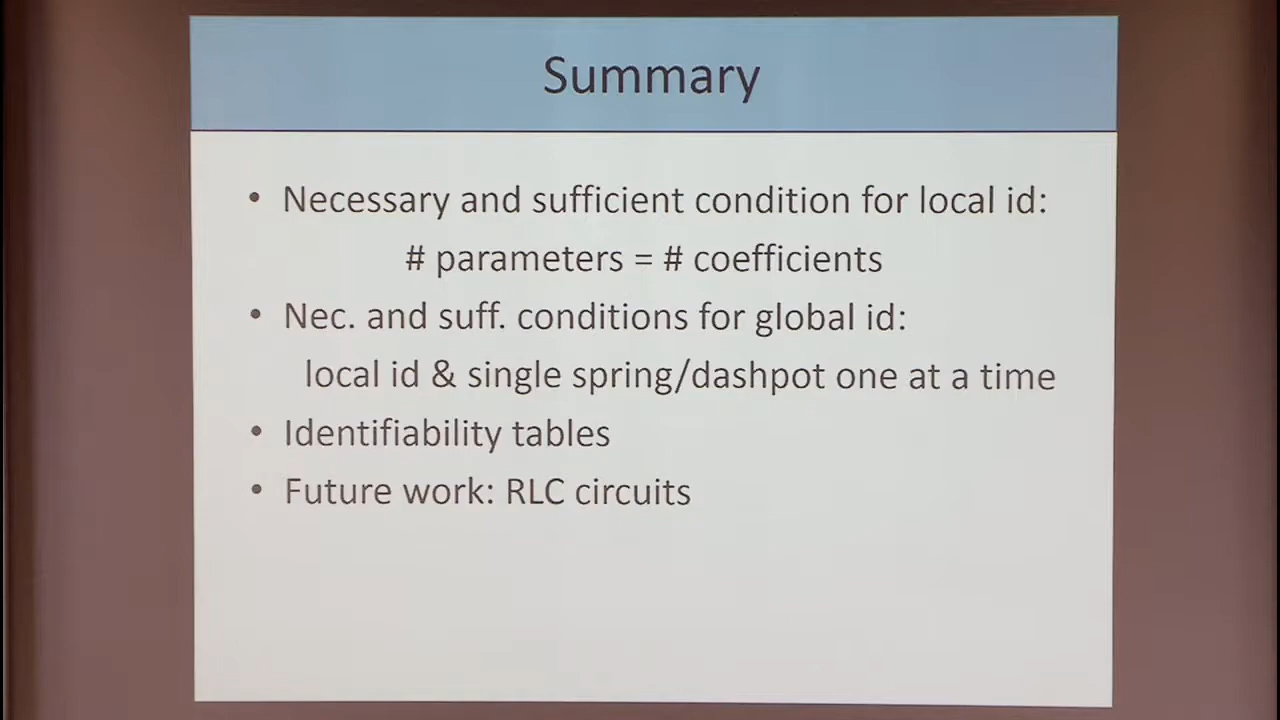 Summary
• Necessary and sufficient condition for local id:
# parameters = # coefficients
• Nec. and suff. conditions for global id:
local id & single spring/dashpot one at a time
• Identifiability tables
• Future work: RLC circuits